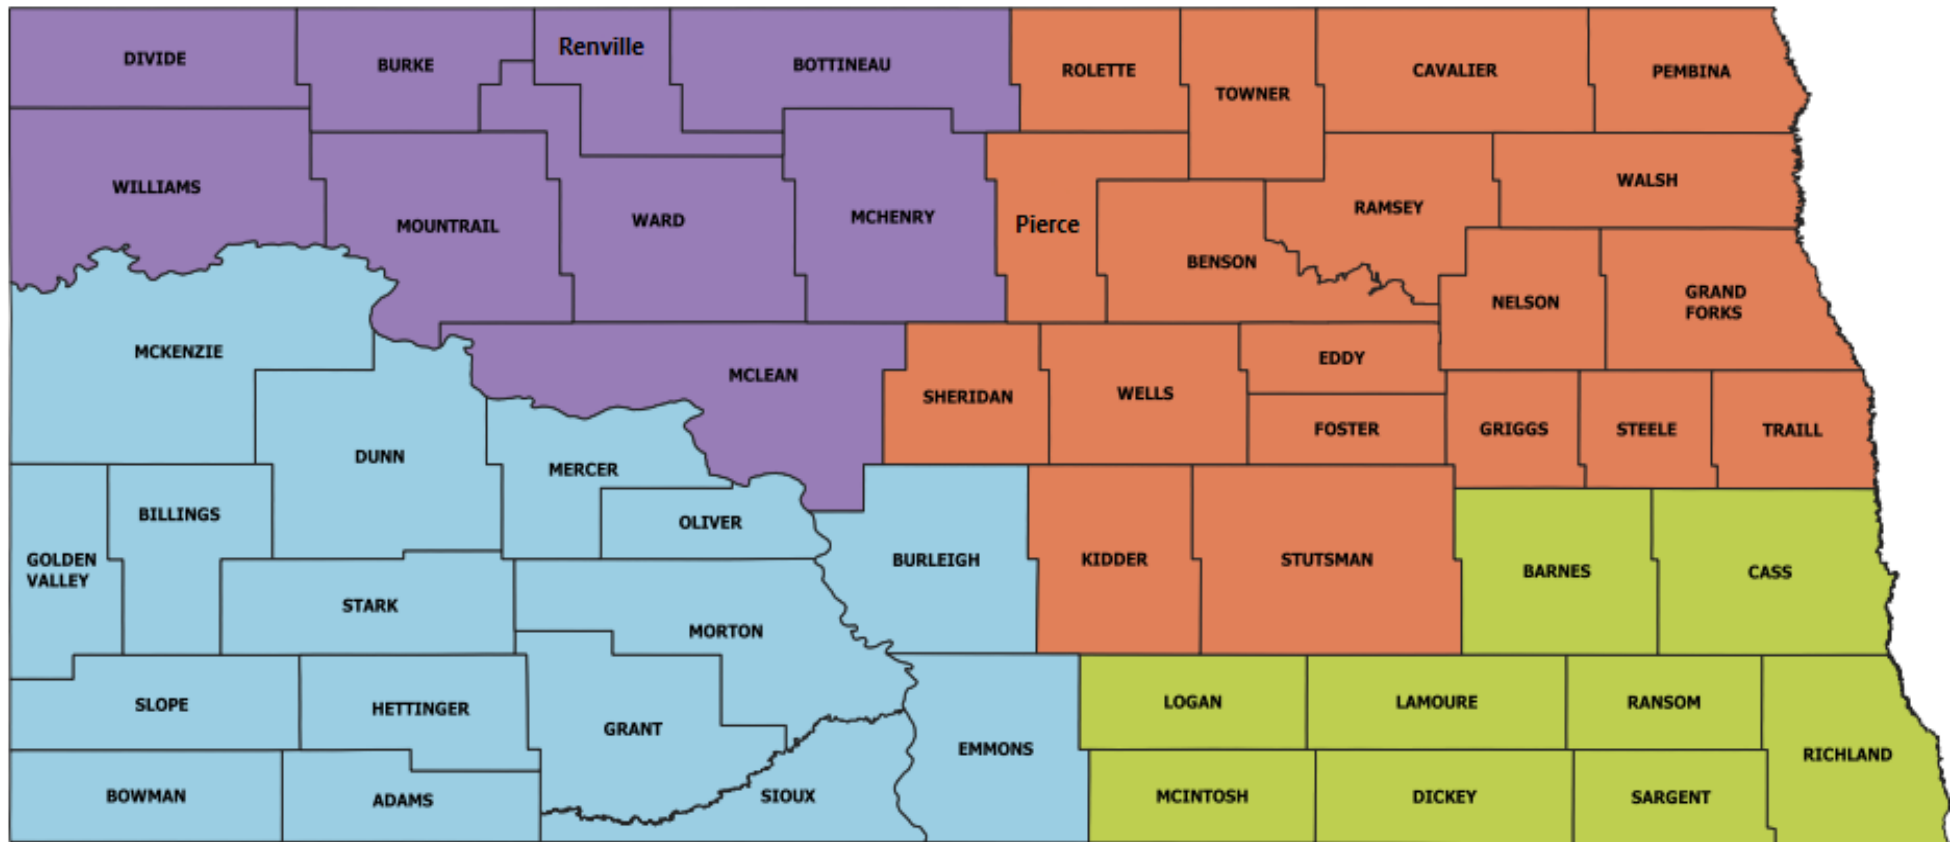 DIVIDE
BURKE
Renville
BOTTINEAU
ROLETTE
TOWNER
CAVALIER
PEMBINA
WILLIAMS
MOUNTRAIL
WARD
MCHENRY
Pierce
BENSON
RAMSEY
WALSH
NELSON
GRAND
FORKS
MCKENZIE
MCLEAN
SHERIDAN
WELLS
EDDY
FOSTER
GRIGGS
STEELE
TRAILL
DUNN
MERCER
OLIVER
BILLINGS
GOLDEN
VALLEY
STARK
MORTON
BURLEIGH
KIDDER
STUTSMAN
BARNES
CASS
SLOPE
HETTINGER
GRANT
EMMONS
LOGAN
LAMOURE
RANSOM
RICHLAND
BOWMAN
ADAMS
SIOUX
MCINTOSH
DICKEY
SARGENT